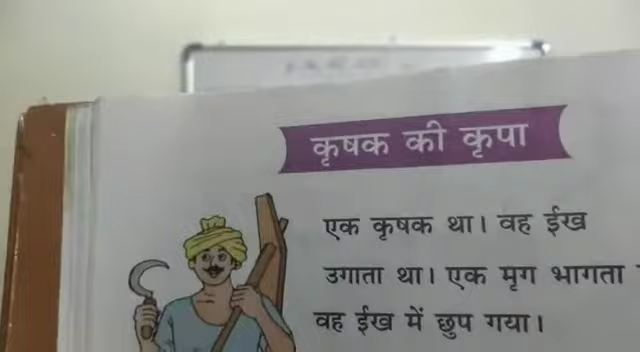 कृषक की कृपा
एक कृषक था। वह ईख
उगाता था। एक मृग भागता
वह ईख में छुप गया।